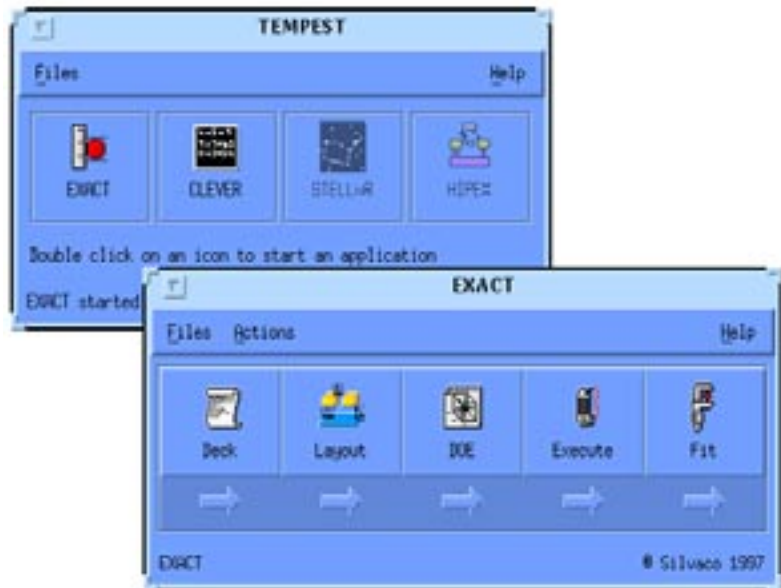 TEMPEST
Files Help
EXACT CLEVER STELLAR HIPEX
Double click on an icon to start an application
EXACT started
EXACT
Files Actions Help
Deck Layout DOE Execute Fit
EXACT © Silvaco 1997